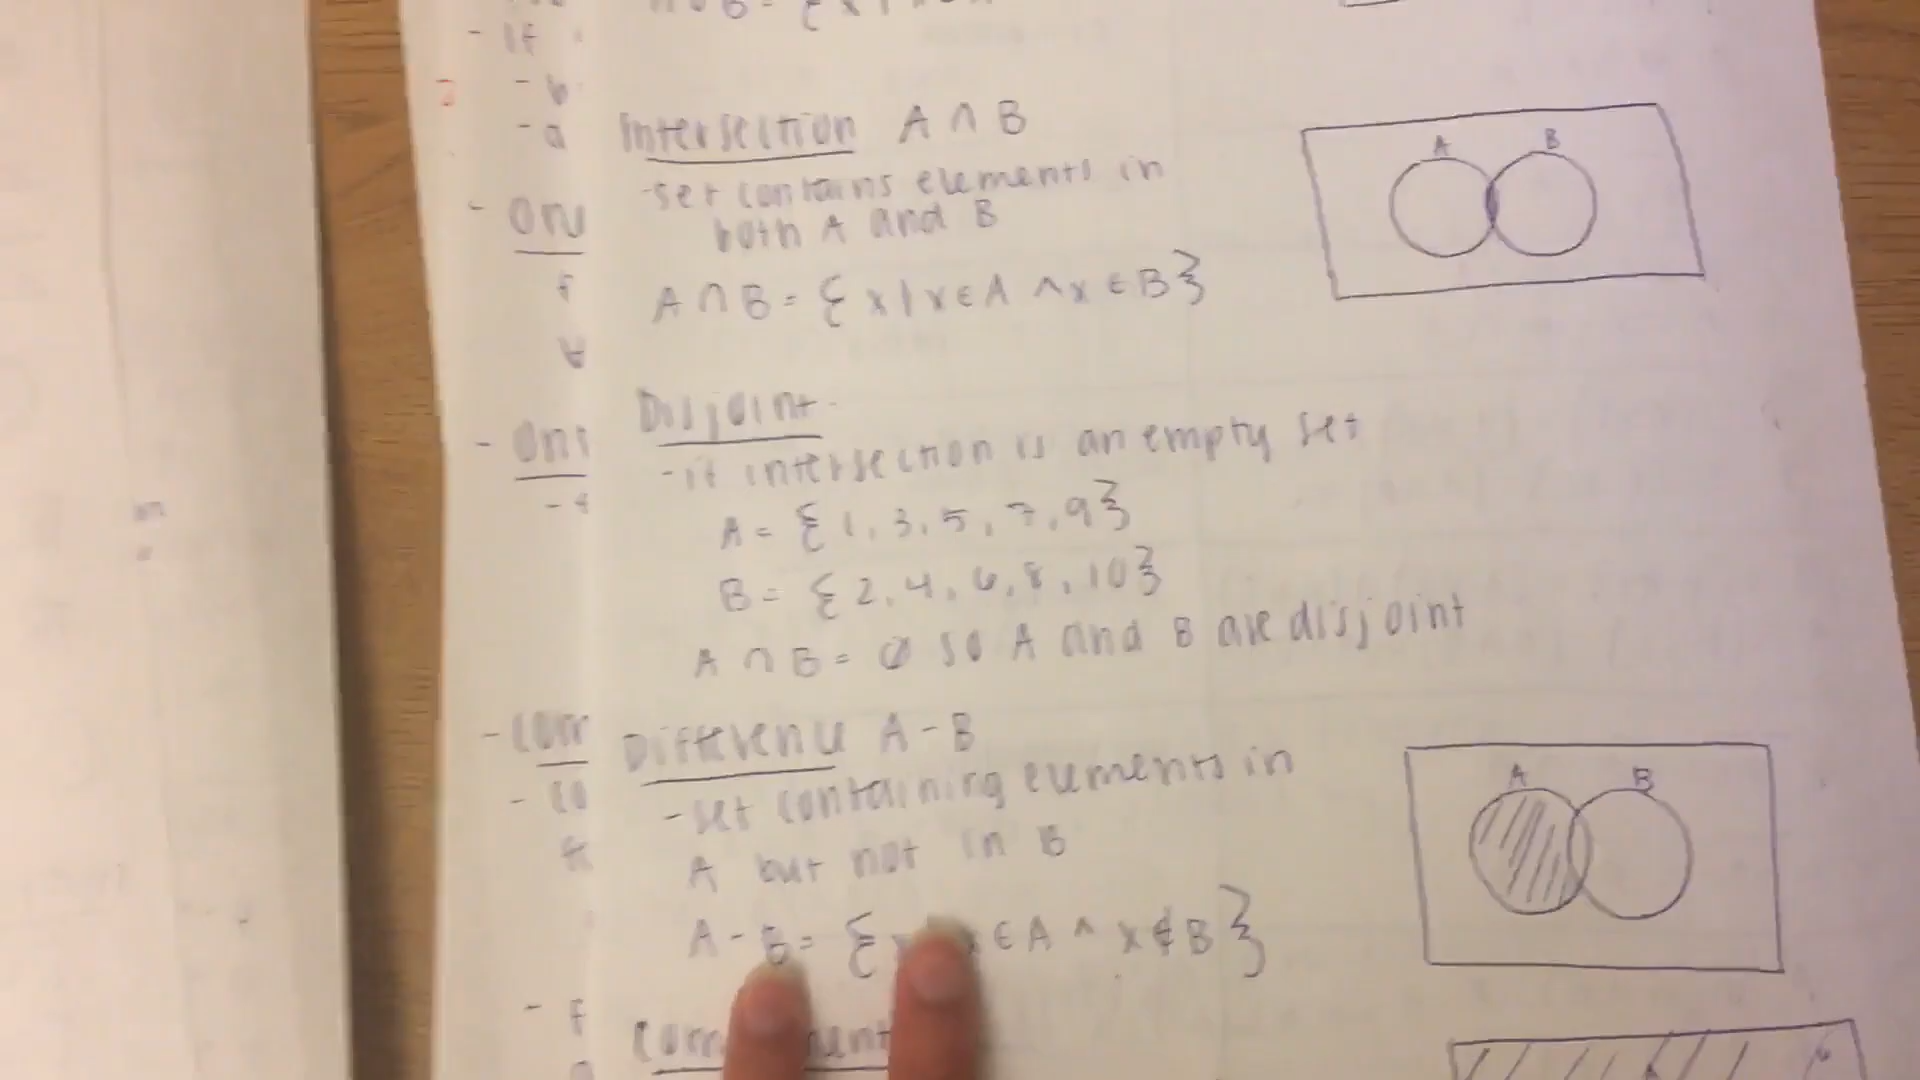 - If
- b
- a
Intersection A ∩ B
- set contains elements in
both A and B
A ∩ B = { x | x ∈ A ∧ x ∈ B }
A B
Disjoint
- if intersection is an empty set
A = { 1, 3, 5, 7, 9 }
B = { 2, 4, 6, 8, 10 }
A ∩ B = ∅ so A and B are disjoint
Difference A - B
- set containing elements in
A but not in B
A - B = { x ∈ A ∧ x ∉ B }
A B